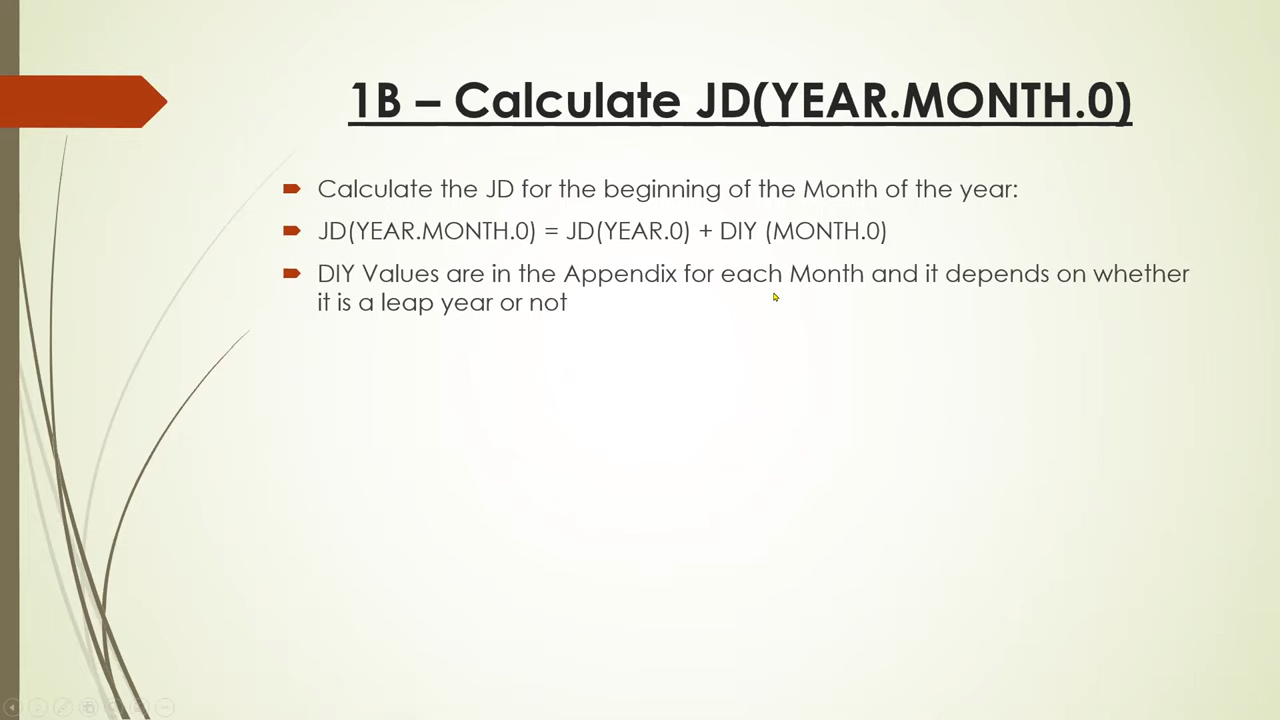 1B – Calculate JD(YEAR.MONTH.0)
Calculate the JD for the beginning of the Month of the year:
JD(YEAR.MONTH.0) = JD(YEAR.0) + DIY (MONTH.0)
DIY Values are in the Appendix for each Month and it depends on whether
it is a leap year or not